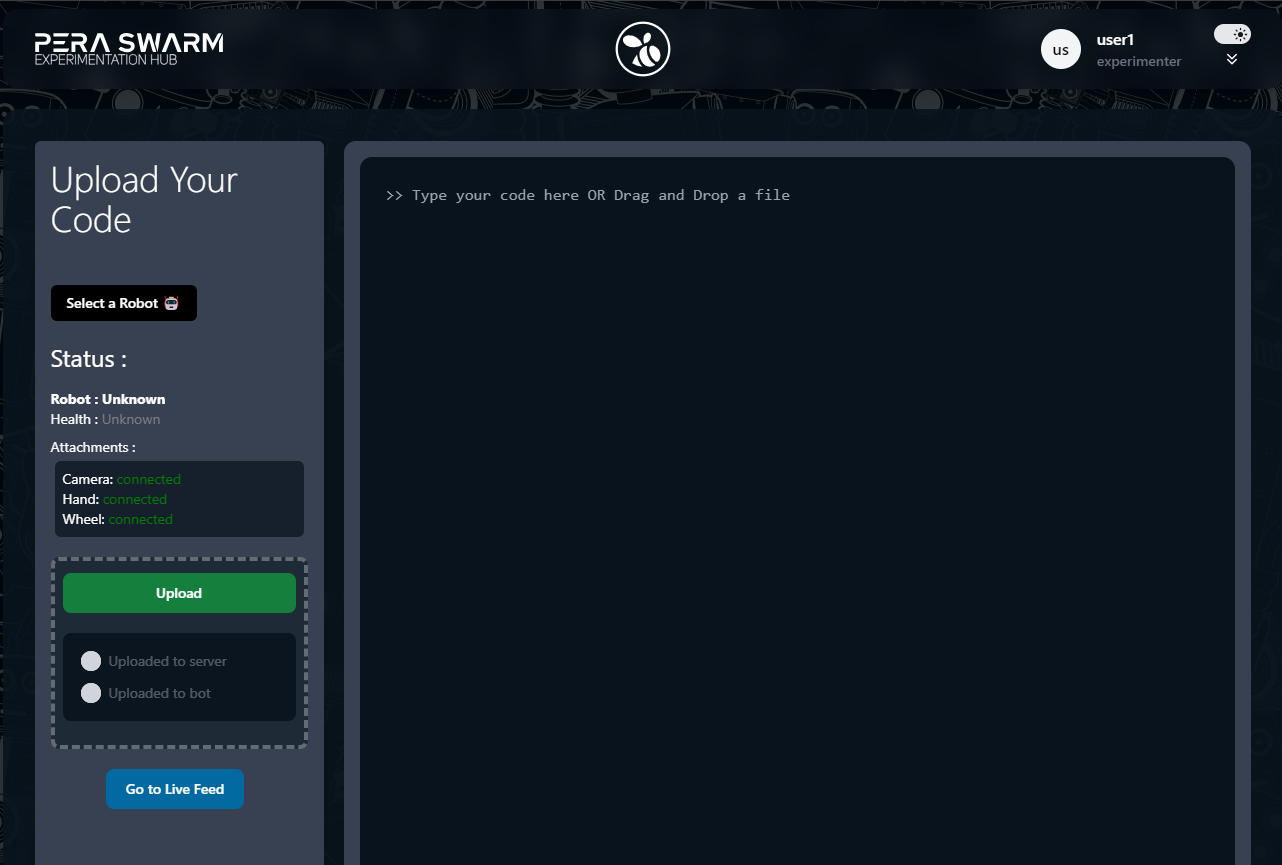 PERA SWARM
EXPERIMENTATION HUB
us
user1
experimenter
Upload Your
Code
Select a Robot
Status :
Robot : Unknown
Health : Unknown
Attachments :
Camera: connected
Hand: connected
Wheel: connected
Upload
Uploaded to server
Uploaded to bot
Go to Live Feed
>> Type your code here OR Drag and Drop a file